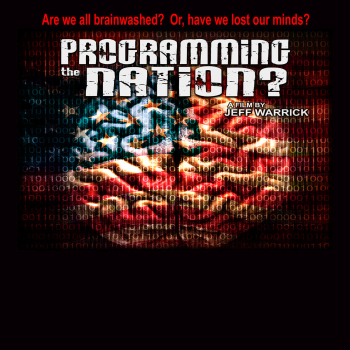 Are we all brainwashed?  Or, have we lost our minds?
PROGRAMMING
the NATION?
A FILM BY
JEFF WARRICK